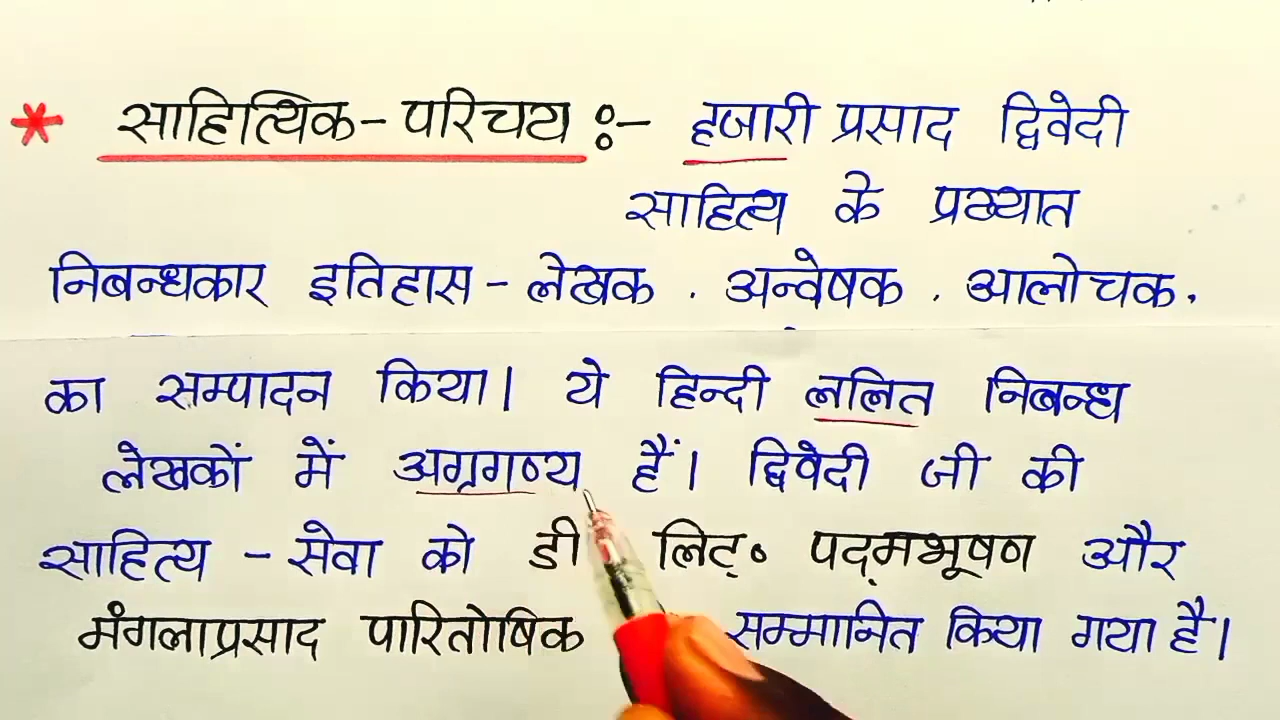 * साहित्यिक-परिचय :- हजारी प्रसाद द्विवेदी
साहित्य के प्रख्यात
निबन्धकार इतिहास-लेखक . अन्वेषक . आलोचक.
का सम्पादन किया। ये हिन्दी ललित निबन्ध
लेखकों में अग्रगण्य हैं। द्विवेदी जी की
साहित्य-सेवा को डी लिट्० पद्मभूषण और
मंगलाप्रसाद पारितोषिक सम्मानित किया गया है।